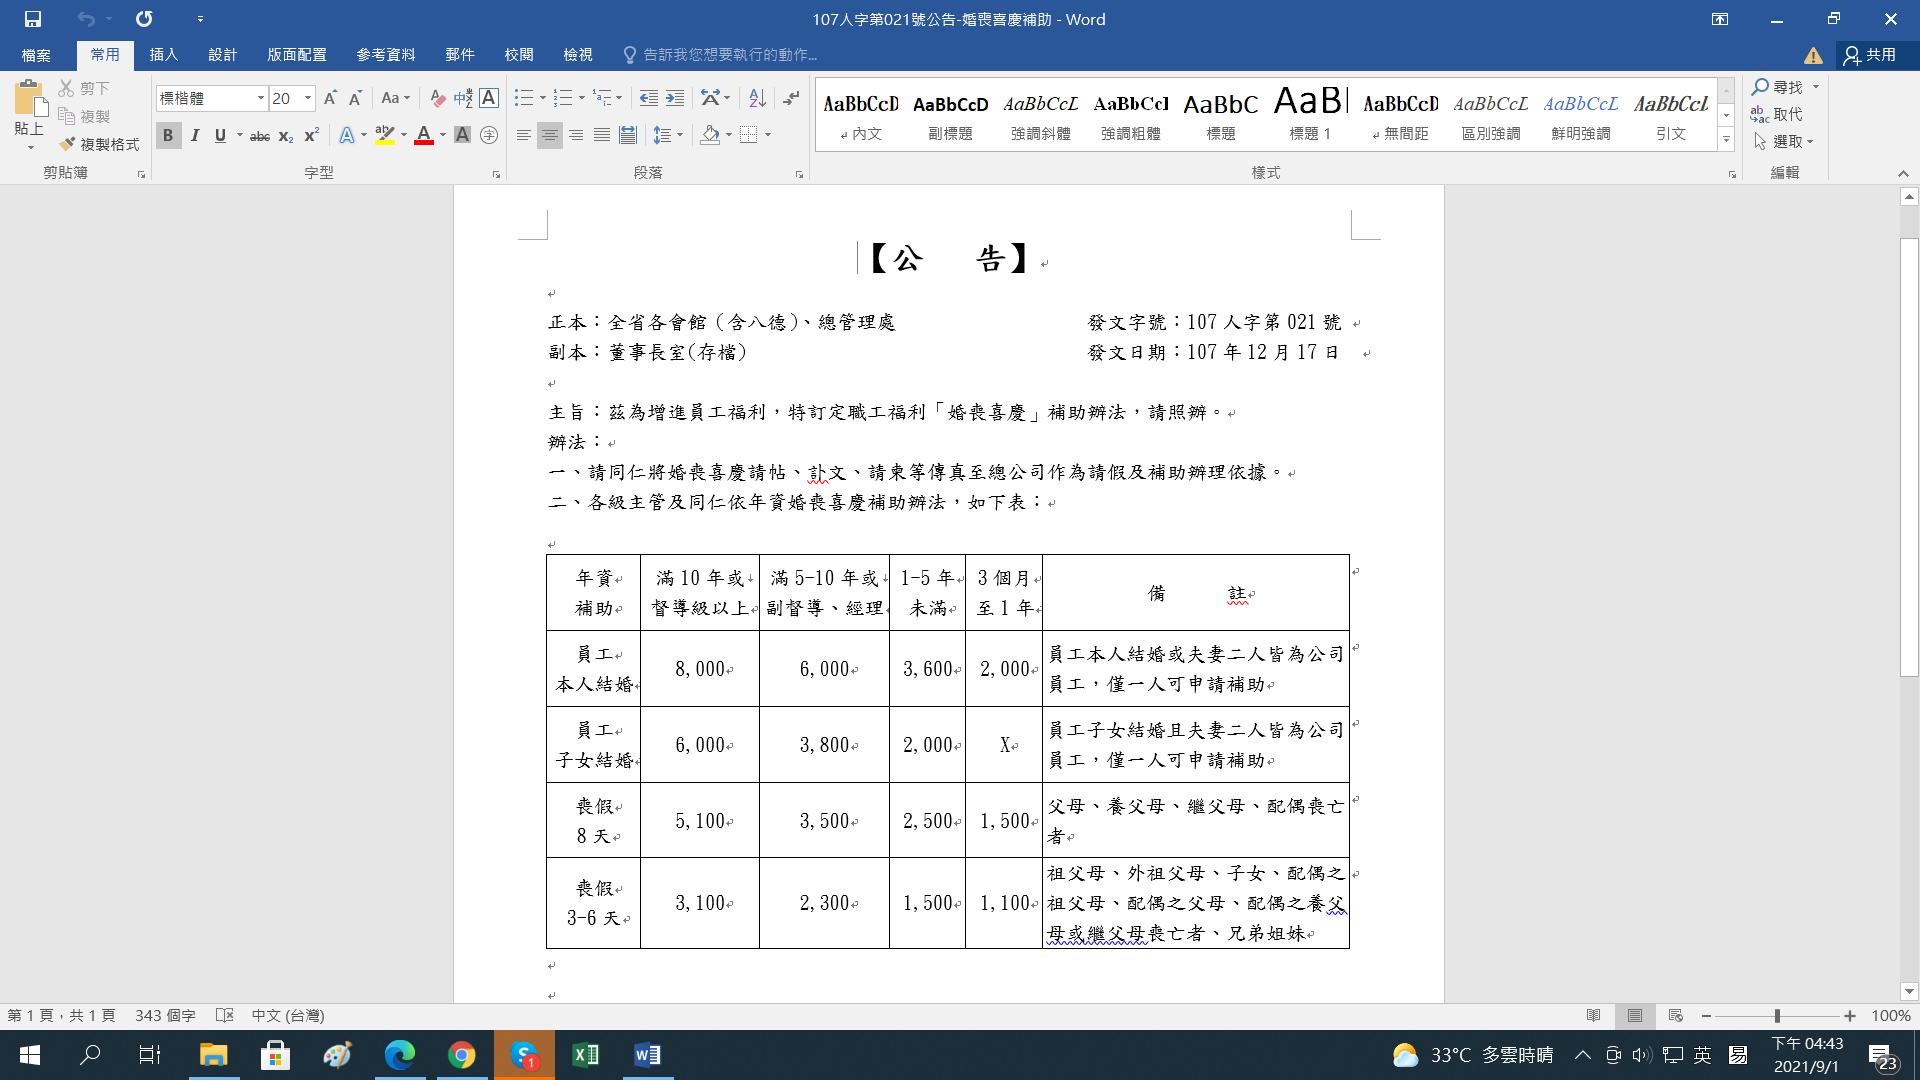 107人字第021號公告-婚喪喜慶補助 - Word
檔案 常用 插入 設計 版面配置 參考資料 郵件 校閱 檢視 告訴我您想要執行的動作... 共用
貼上 剪下 複製 複製格式 剪貼簿
標楷體 20 字型
段落
AaBbCcD AaBbCcD AaBbCcL AaBbCcI AaBbC AaBl AaBbCcD AaBbCcL AaBbCcL AaBbCcL
內文 副標題 強調斜體 強調粗體 標題 標題 1 無間距 區別強調 鮮明強調 引文
樣式
尋找 取代 選取 編輯
【公 告】
正本：全省各會館（含八德)、總管理處 發文字號：107 人字第 021 號
副本：董事長室(存檔) 發文日期：107 年 12 月 17 日
主旨：茲為增進員工福利，特訂定職工福利「婚喪喜慶」補助辦法，請照辦。
辦法：
一、請同仁將婚喪喜慶請帖、訃文、請柬等傳真至總公司作為請假及補助辦理依據。
二、各級主管及同仁依年資婚喪喜慶補助辦法，如下表：
年資補助 滿 10 年或督導級以上 滿 5-10 年或副督導、經理 1-5 年未滿 3 個月至 1 年 備 註
員工本人結婚 8,000 6,000 3,600 2,000 員工本人結婚或夫妻二人皆為公司員工，僅一人可申請補助
員工子女結婚 6,000 3,800 2,000 X 員工子女結婚且夫妻二人皆為公司員工，僅一人可申請補助
喪假 8 天 5,100 3,500 2,500 1,500 父母、養父母、繼父母、配偶喪亡者
喪假 3-6 天 3,100 2,300 1,500 1,100 祖父母、外祖父母、子女、配偶之祖父母、配偶之父母、配偶之養父母或繼父母喪亡者、兄弟姐妹
第 1 頁，共 1 頁 343 個字 中文 (台灣) 100%
33°C 多雲時晴 英 易 下午 04:43
2021/9/1 23